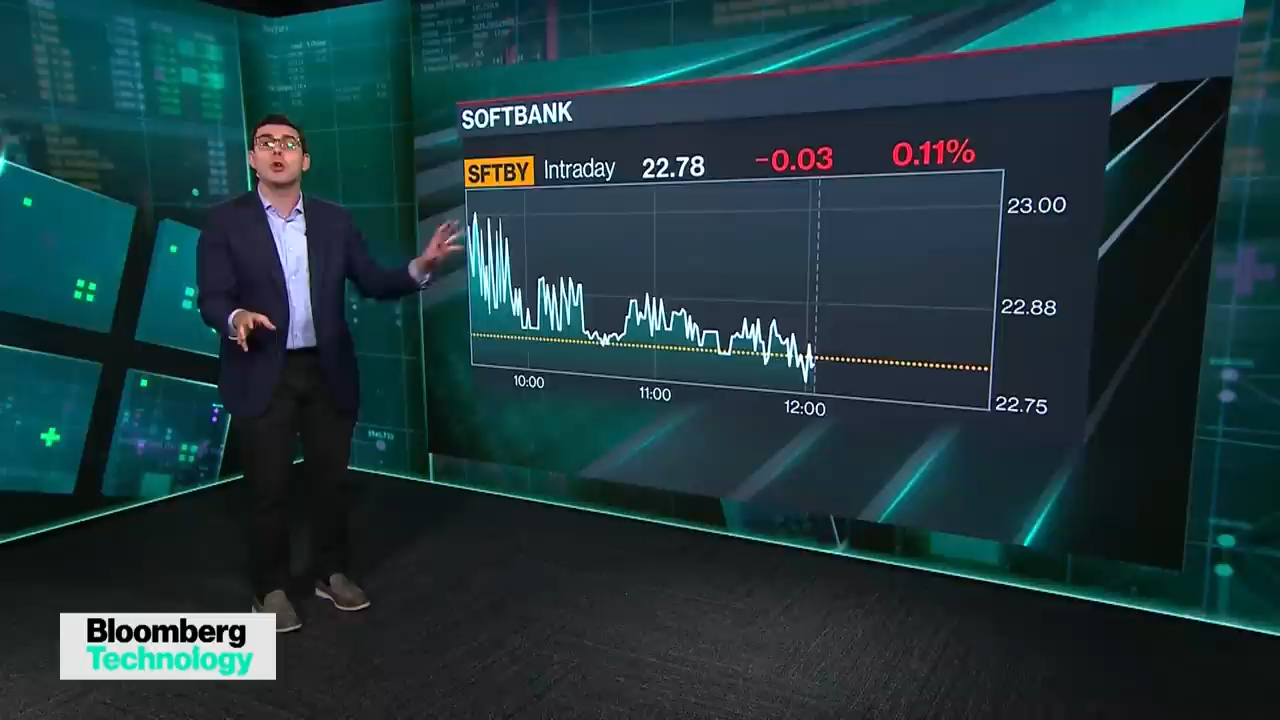 SOFTBANK
SFTBY Intraday 22.78 -0.03 0.11%
23.00
22.88
22.75
10:00 11:00 12:00
Bloomberg
Technology